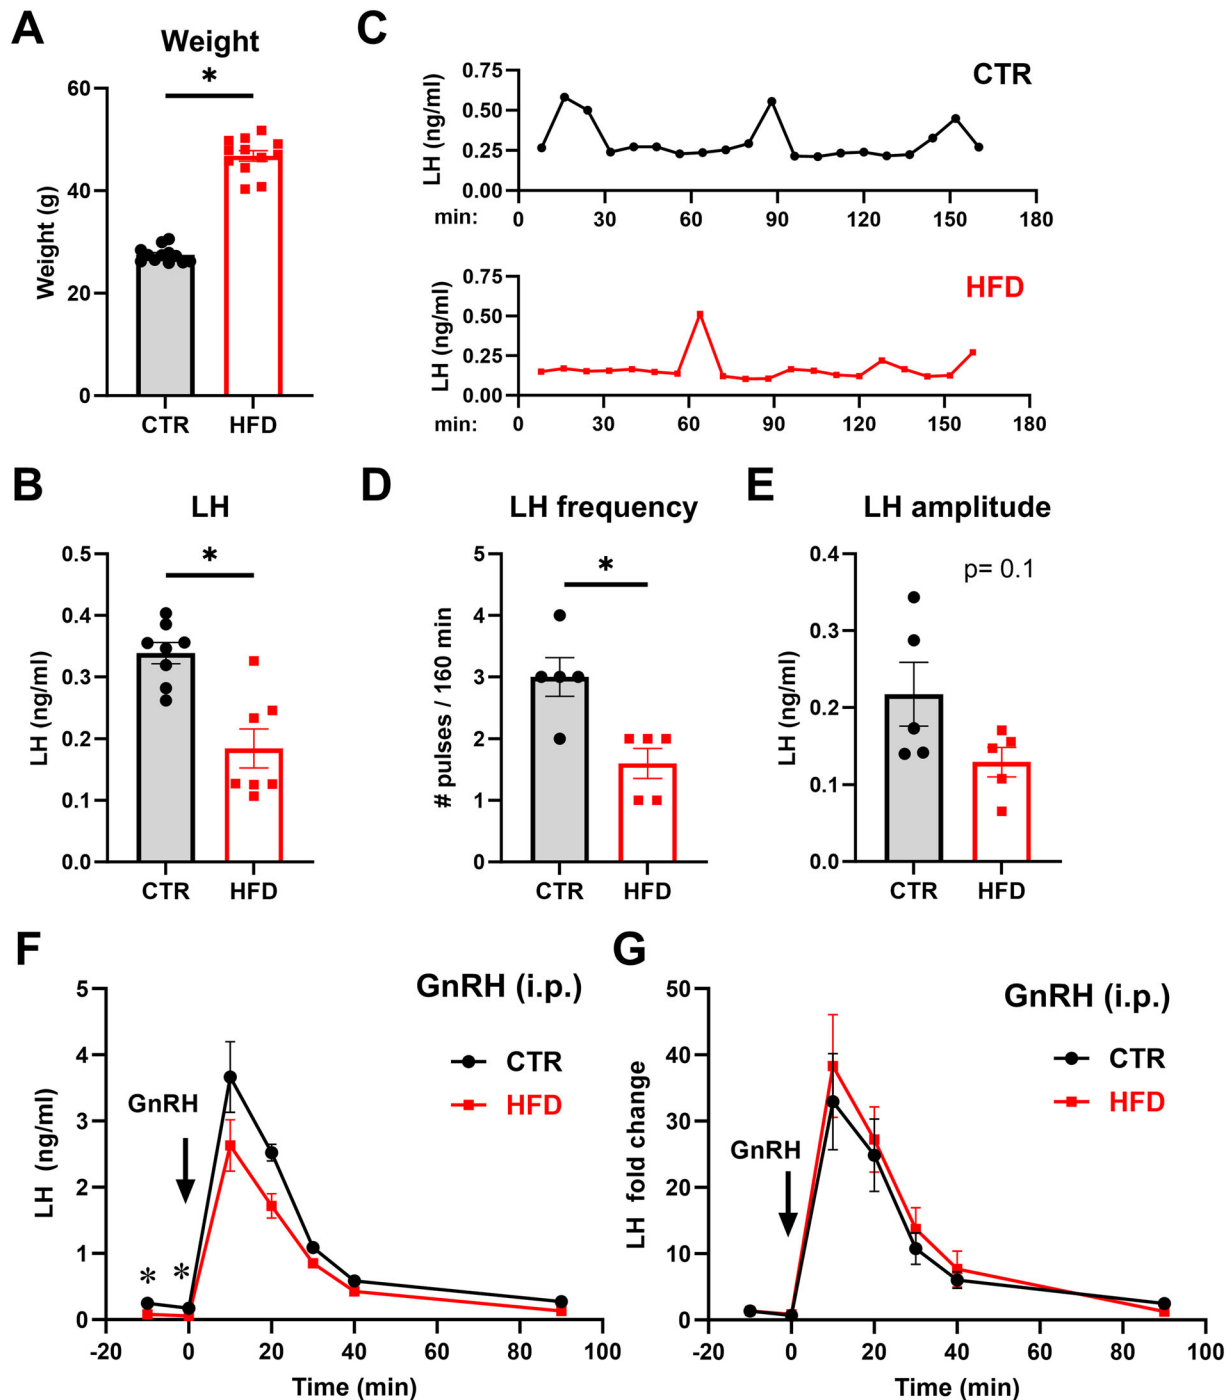 A
Weight
*
Weight (g)
60
40
20
0
CTR
HFD
C
CTR
LH (ng/ml)
0.75
0.50
0.25
0.00
min:
0
30
60
90
120
150
180
HFD
LH (ng/ml)
0.75
0.50
0.25
0.00
min:
0
30
60
90
120
150
180
B
LH
*
LH (ng/ml)
0.5
0.4
0.3
0.2
0.1
0.0
CTR
HFD
D
LH frequency
*
# pulses / 160 min
5
4
3
2
1
0
CTR
HFD
E
LH amplitude
p= 0.1
LH (ng/ml)
0.4
0.3
0.2
0.1
0.0
CTR
HFD
F
GnRH (i.p.)
CTR
HFD
GnRH
* *
LH (ng/ml)
5
4
3
2
1
0
-20
0
20
40
60
80
100
Time (min)
G
GnRH (i.p.)
CTR
HFD
GnRH
LH fold change
50
40
30
20
10
0
-20
0
20
40
60
80
100
Time (min)